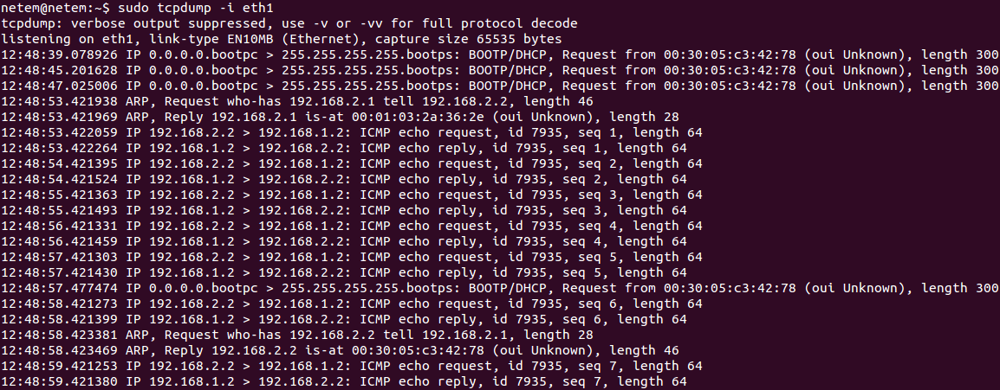 netem@netem:~$ sudo tcpdump -i eth1
tcpdump: verbose output suppressed, use -v or -vv for full protocol decode
listening on eth1, link-type EN10MB (Ethernet), capture size 65535 bytes
12:48:39.078926 IP 0.0.0.0.bootpc > 255.255.255.255.bootps: BOOTP/DHCP, Request from 00:30:05:c3:42:78 (oui Unknown), length 300
12:48:45.201628 IP 0.0.0.0.bootpc > 255.255.255.255.bootps: BOOTP/DHCP, Request from 00:30:05:c3:42:78 (oui Unknown), length 300
12:48:47.025006 IP 0.0.0.0.bootpc > 255.255.255.255.bootps: BOOTP/DHCP, Request from 00:30:05:c3:42:78 (oui Unknown), length 300
12:48:53.421938 ARP, Request who-has 192.168.2.1 tell 192.168.2.2, length 46
12:48:53.421969 ARP, Reply 192.168.2.1 is-at 00:01:03:2a:36:2e (oui Unknown), length 28
12:48:53.422059 IP 192.168.2.2 > 192.168.1.2: ICMP echo request, id 7935, seq 1, length 64
12:48:53.422264 IP 192.168.1.2 > 192.168.2.2: ICMP echo reply, id 7935, seq 1, length 64
12:48:54.421395 IP 192.168.2.2 > 192.168.1.2: ICMP echo request, id 7935, seq 2, length 64
12:48:54.421524 IP 192.168.1.2 > 192.168.2.2: ICMP echo reply, id 7935, seq 2, length 64
12:48:55.421363 IP 192.168.2.2 > 192.168.1.2: ICMP echo request, id 7935, seq 3, length 64
12:48:55.421493 IP 192.168.1.2 > 192.168.2.2: ICMP echo reply, id 7935, seq 3, length 64
12:48:56.421331 IP 192.168.2.2 > 192.168.1.2: ICMP echo request, id 7935, seq 4, length 64
12:48:56.421459 IP 192.168.1.2 > 192.168.2.2: ICMP echo reply, id 7935, seq 4, length 64
12:48:57.421303 IP 192.168.2.2 > 192.168.1.2: ICMP echo request, id 7935, seq 5, length 64
12:48:57.421430 IP 192.168.1.2 > 192.168.2.2: ICMP echo reply, id 7935, seq 5, length 64
12:48:57.477474 IP 0.0.0.0.bootpc > 255.255.255.255.bootps: BOOTP/DHCP, Request from 00:30:05:c3:42:78 (oui Unknown), length 300
12:48:58.421273 IP 192.168.2.2 > 192.168.1.2: ICMP echo request, id 7935, seq 6, length 64
12:48:58.421399 IP 192.168.1.2 > 192.168.2.2: ICMP echo reply, id 7935, seq 6, length 64
12:48:58.423381 ARP, Request who-has 192.168.2.2 tell 192.168.2.1, length 28
12:48:58.423469 ARP, Reply 192.168.2.2 is-at 00:30:05:c3:42:78 (oui Unknown), length 46
12:48:59.421253 IP 192.168.2.2 > 192.168.1.2: ICMP echo request, id 7935, seq 7, length 64
12:48:59.421380 IP 192.168.1.2 > 192.168.2.2: ICMP echo reply, id 7935, seq 7, length 64